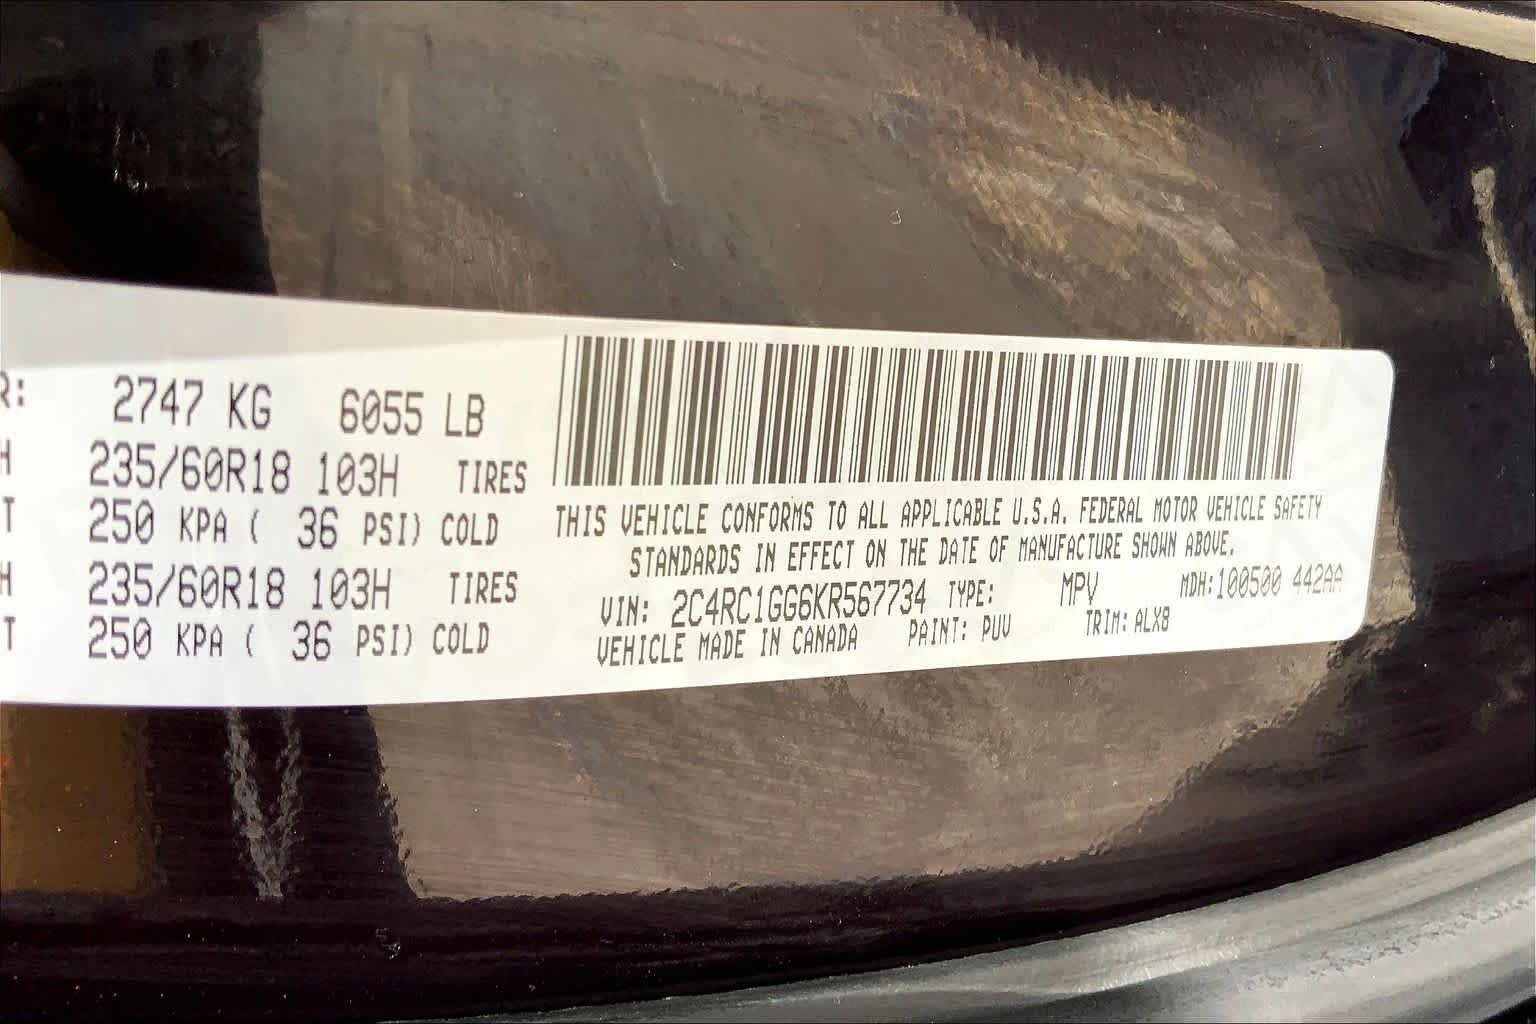 R: 2747 KG 6055 LB
H 235/60R18 103H TIRES
T 250 KPA ( 36 PSI) COLD
H 235/60R18 103H TIRES
T 250 KPA ( 36 PSI) COLD
THIS VEHICLE CONFORMS TO ALL APPLICABLE U.S.A. FEDERAL MOTOR VEHICLE SAFETY
STANDARDS IN EFFECT ON THE DATE OF MANUFACTURE SHOWN ABOVE.
VIN: 2C4RC1GG6KR567734 TYPE: MPV MDH:100500 442AA
VEHICLE MADE IN CANADA PAINT: PUV TRIM: ALX8